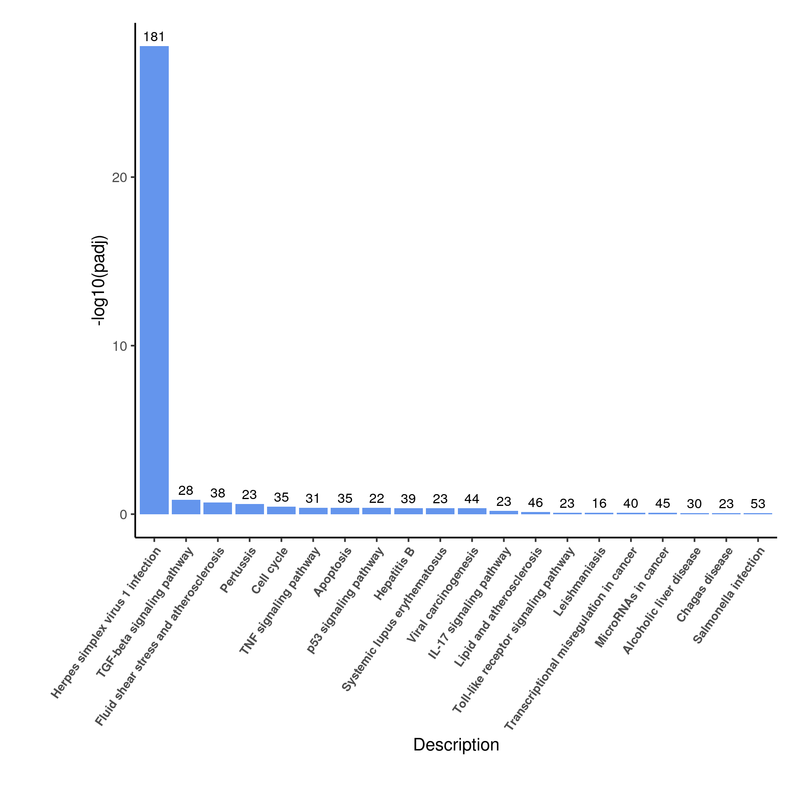 181
28
38
23
35
31
35
22
39
23
44
23
46
23
16
40
45
30
23
53
20
10
0
-log10(padj)
Herpes simplex virus 1 infection
TGF-beta signaling pathway
Fluid shear stress and atherosclerosis
Pertussis
Cell cycle
TNF signaling pathway
Apoptosis
p53 signaling pathway
Hepatitis B
Systemic lupus erythematosus
Viral carcinogenesis
IL-17 signaling pathway
Lipid and atherosclerosis
Toll-like receptor signaling pathway
Leishmaniasis
Transcriptional misregulation in cancer
MicroRNAs in cancer
Alcoholic liver disease
Chagas disease
Salmonella infection
Description